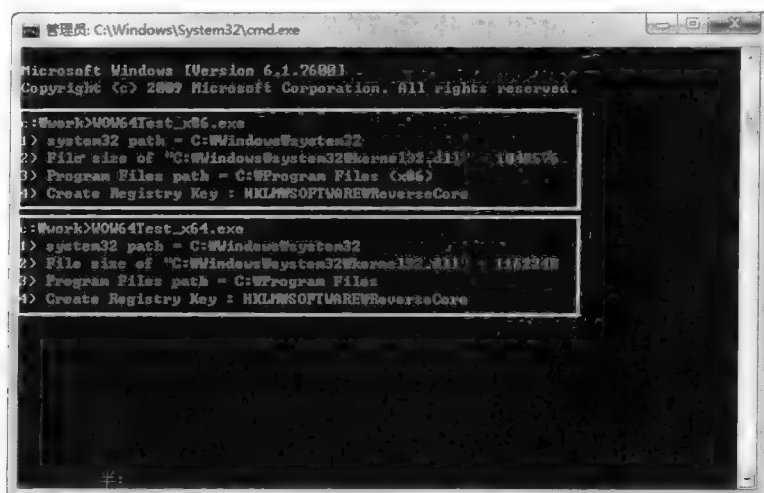 管理员: C:\Windows\System32\cmd.exe
Microsoft Windows [Version 6.1.7600]
Copyright (c) 2009 Microsoft Corporation. All rights reserved.
c:₩work>WOW64Test_x86.exe
1> system32 path = C:₩Windows₩system32
2> File size of "C:₩Windows₩system32₩kernel32.dll" = 1048576
3> Program Files path = C:₩Program Files (x86)
4> Create Registry Key : HKLM₩SOFTWARE₩ReverseCore
c:₩work>WOW64Test_x64.exe
1> system32 path = C:₩Windows₩system32
2> File size of "C:₩Windows₩system32₩kernel32.dll" = 1162240
3> Program Files path = C:₩Program Files
4> Create Registry Key : HKLM₩SOFTWARE₩ReverseCore
半: